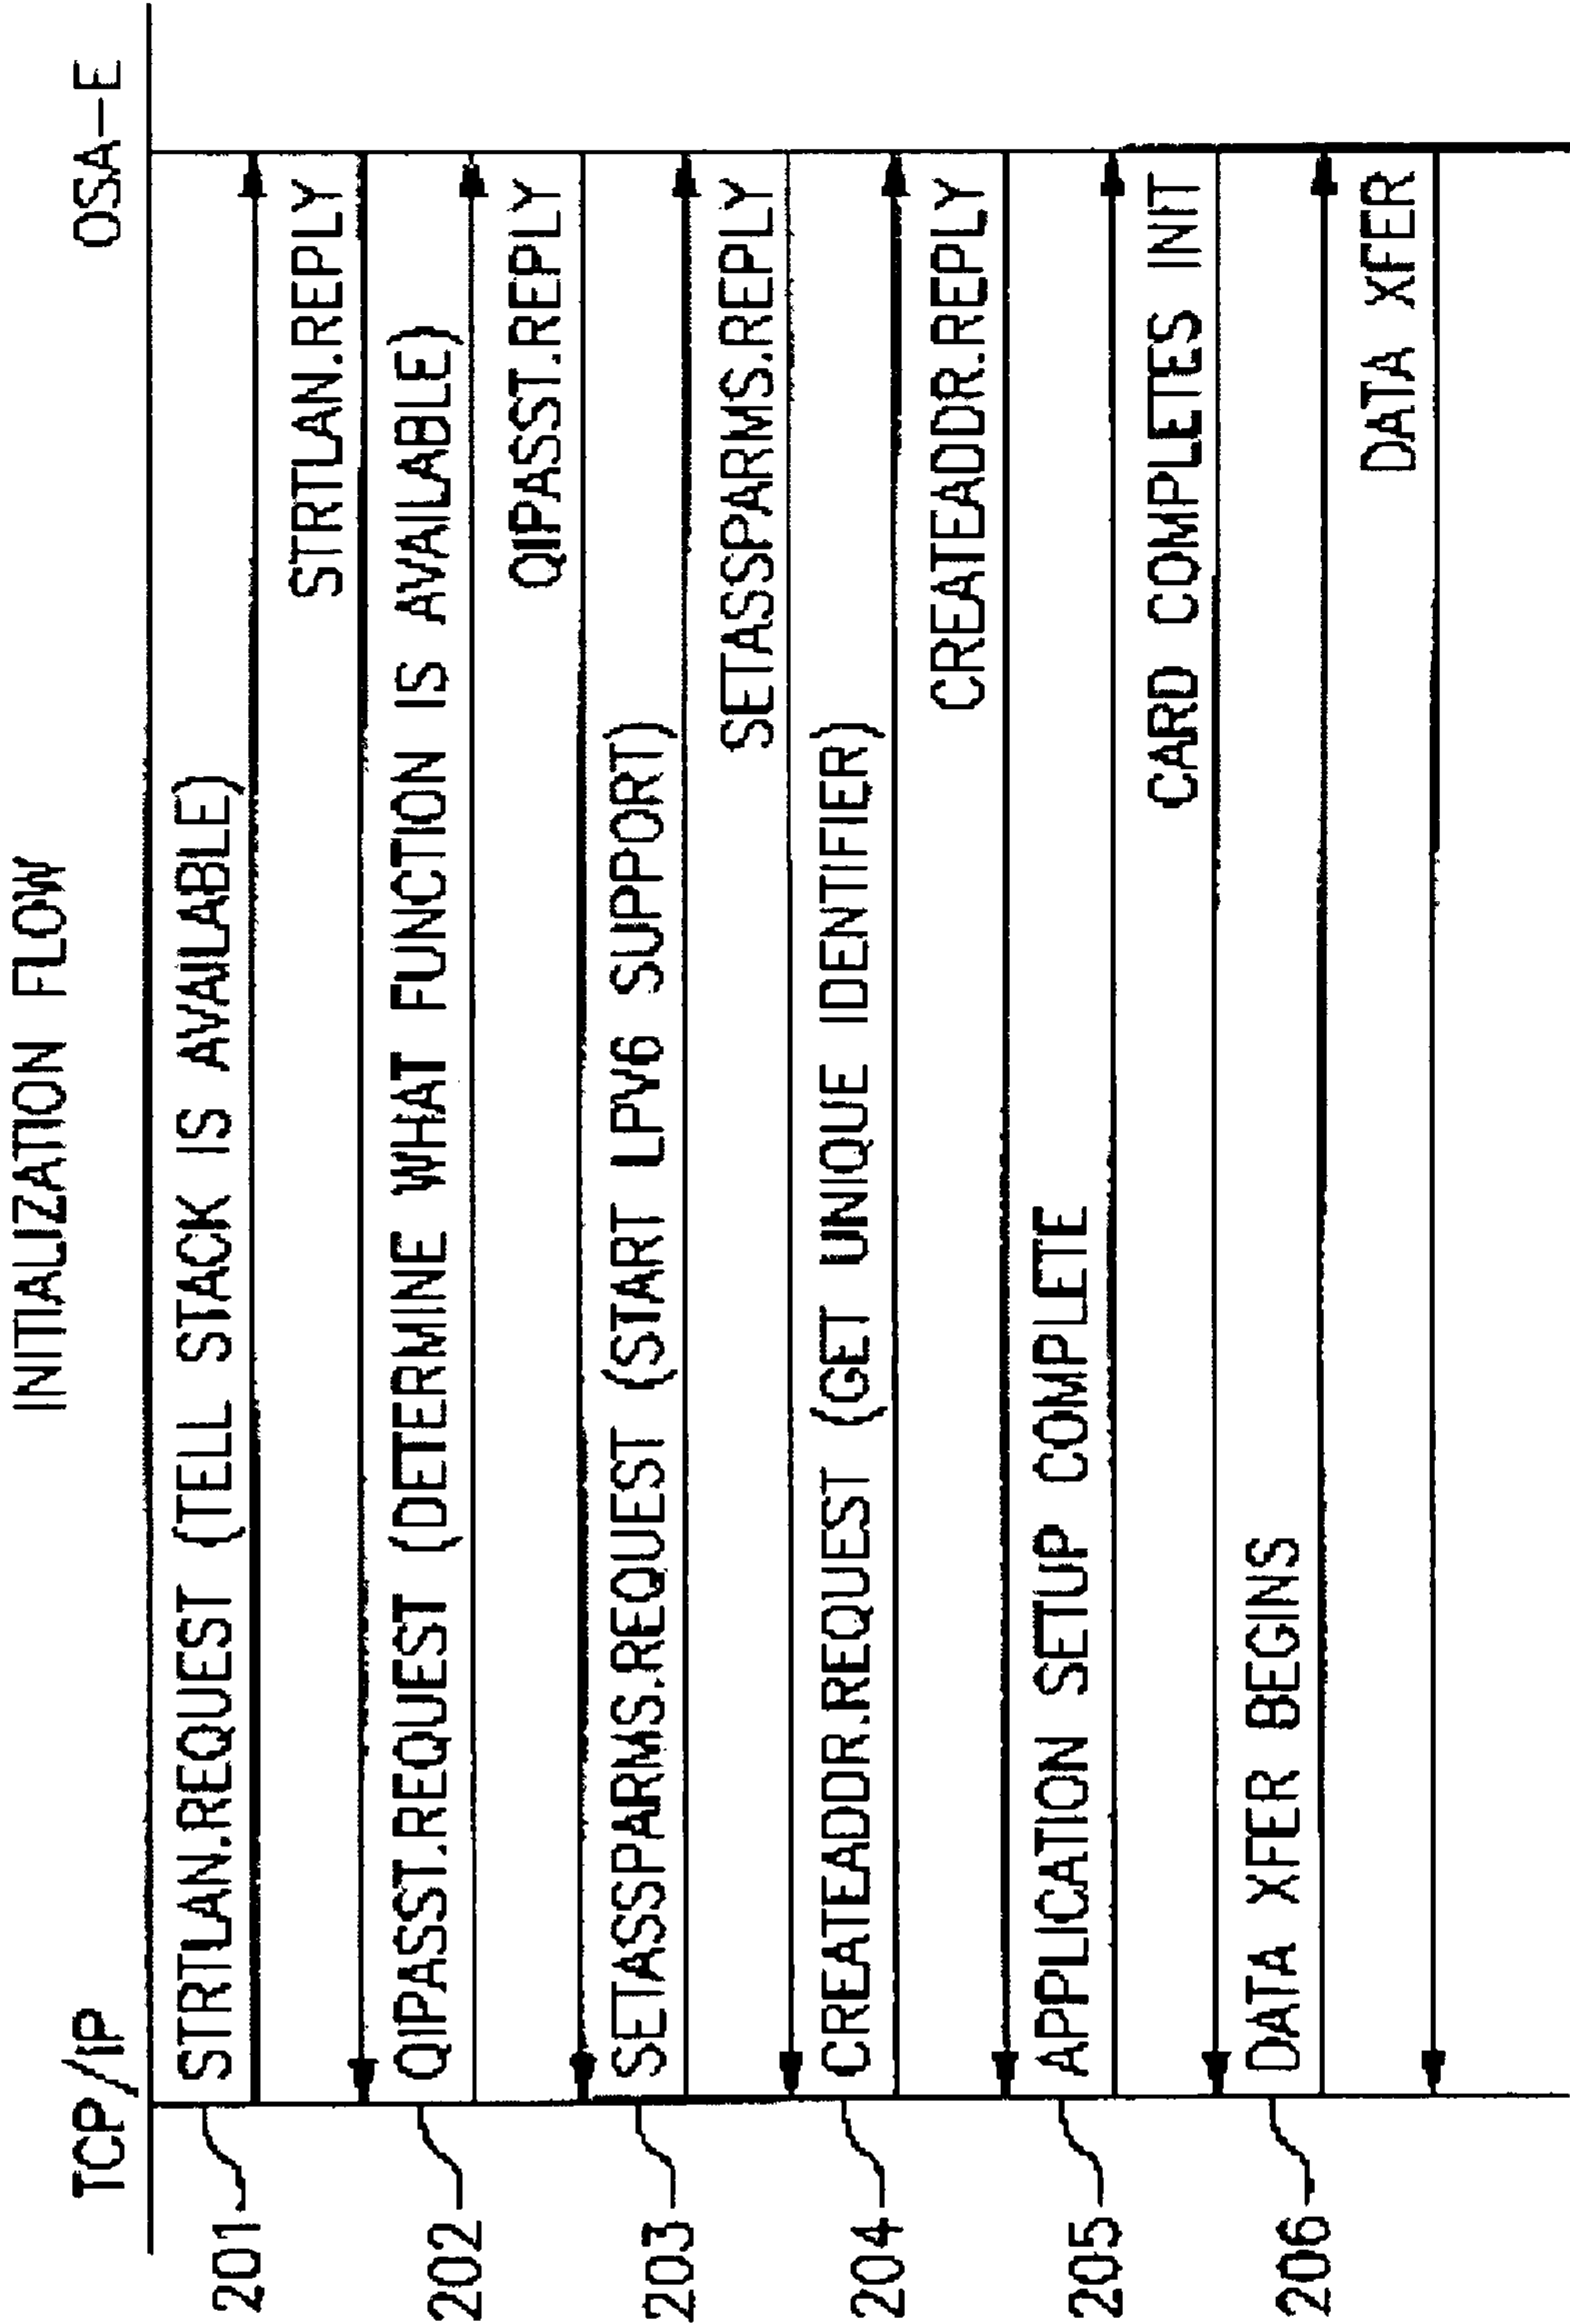 INITIALIZATION FLOW
TCP/IP OSA-E
201 STRTLAN.REQUEST (TELL STACK IS AVAILABLE)
STRTLAN.REPLY
202 QIPASST.REQUEST (DETERMINE WHAT FUNCTION IS AVAILABLE)
QIPASST.REPLY
203 SETASSPARMS.REQUEST (START LPV6 SUPPORT)
SETASSPARMS.REPLY
204 CREATEADDR.REQUEST (GET UNIQUE IDENTIFIER)
CREATEADDR.REPLY
205 APPLICATION SETUP COMPLETE
CARD COMPLETES INIT
206 DATA XFER BEGINS
DATA XFER